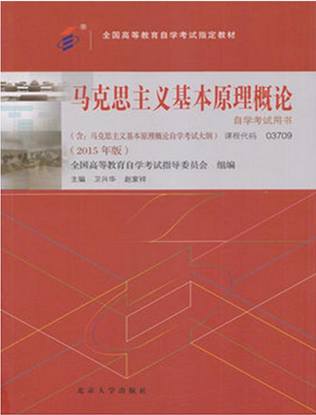 全国高等教育自学考试指定教材
马克思主义基本原理概论
自学考试用书
(含:马克思主义基本原理概论自学考试大纲) 课程代码 03709
(2015年版)
全国高等教育自学考试指导委员会 组编
主编 卫兴华 赵家祥
北京大学出版社